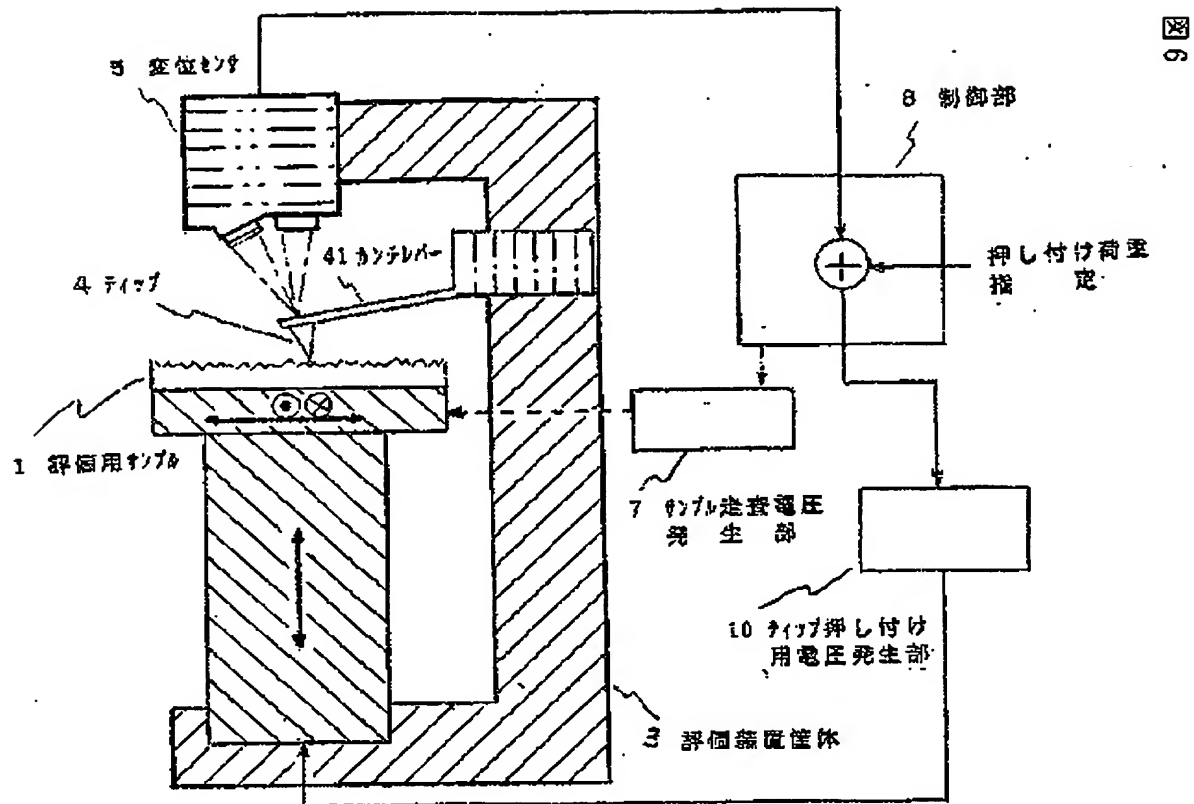 図6
5 変位センサ
8 制御部
41 カンチレバー
4 ティップ
押し付け荷重
指 定
1 評価用サンプル
7 サンプル走査電圧
発 生 部
10 ティップ押し付け
用電圧発生部
3 評価装置筐体